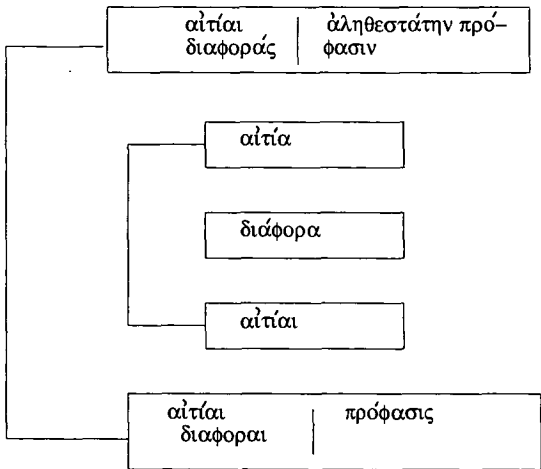 αἰτίαι ἀληθεστάτην πρό-
διαφοράς φασιν
αἰτία
διάφορα
αἰτίαι
αἰτίαι πρόφασις
διαφοραι